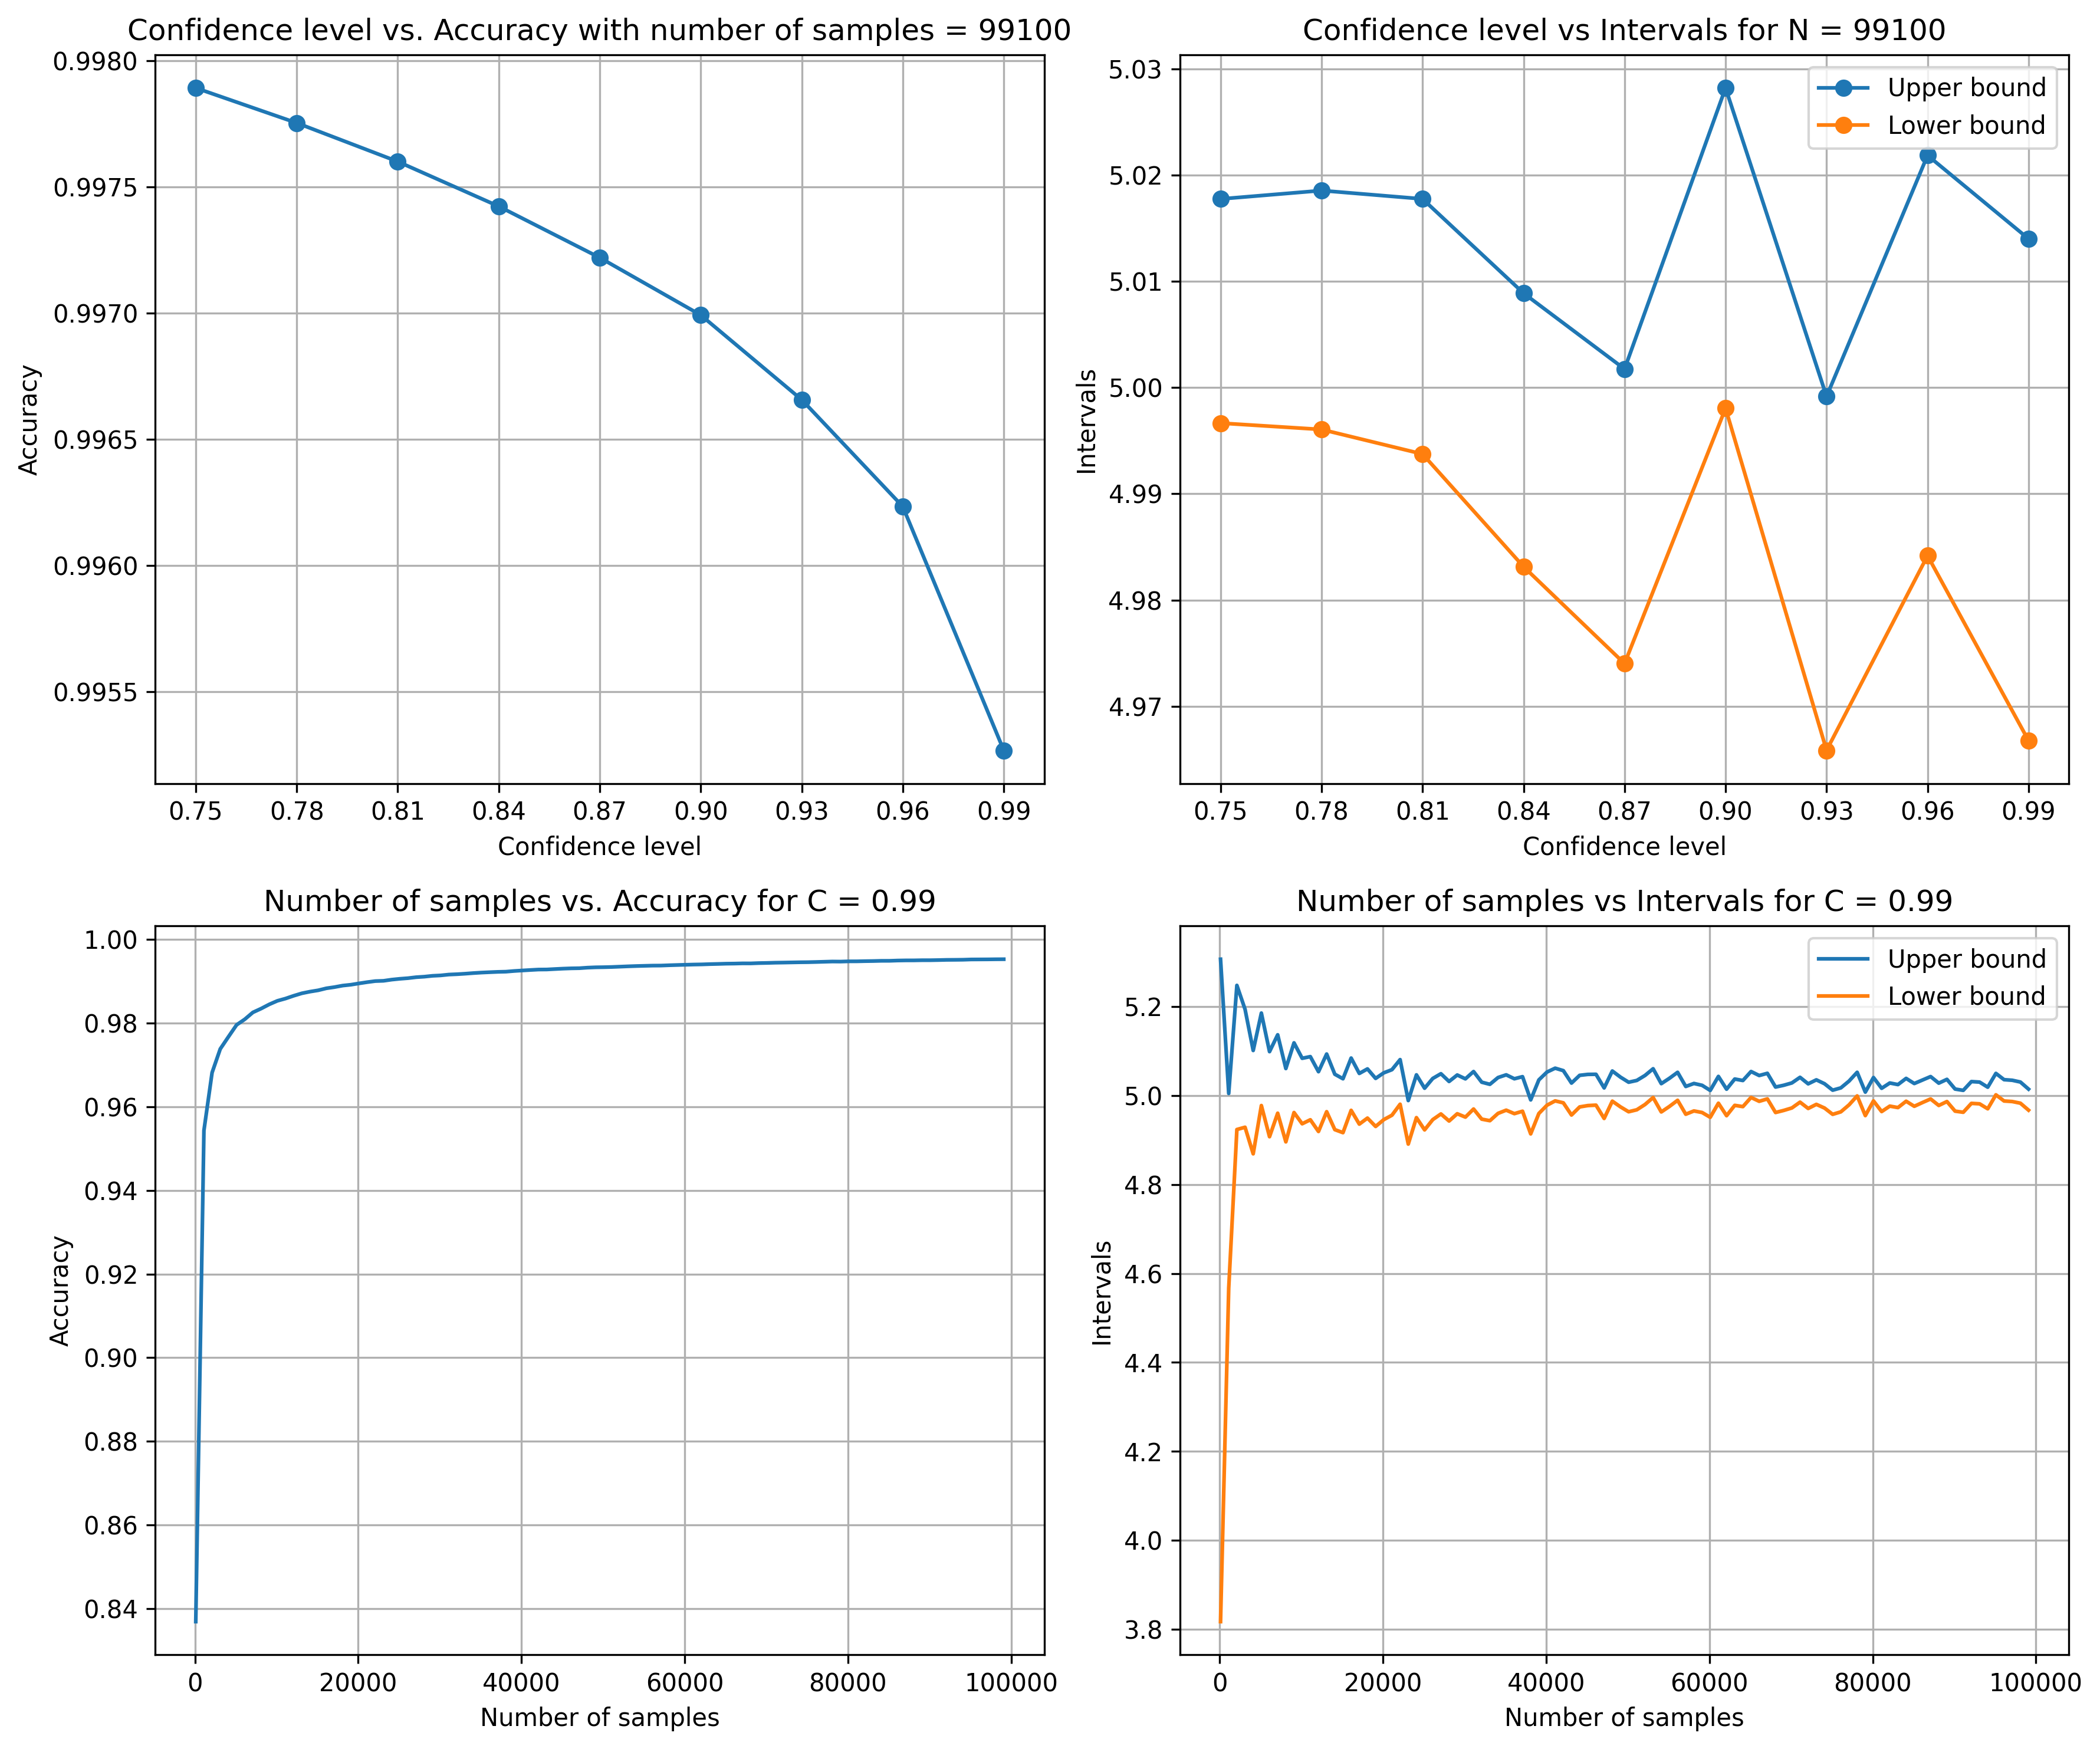 Confidence level vs. Accuracy with number of samples = 99100
0.9980
0.9975
0.9970
0.9965
0.9960
0.9955
Accuracy
0.75 0.78 0.81 0.84 0.87 0.90 0.93 0.96 0.99
Confidence level
Confidence level vs Intervals for N = 99100
Upper bound
Lower bound
5.03
5.02
5.01
5.00
4.99
4.98
4.97
Intervals
0.75 0.78 0.81 0.84 0.87 0.90 0.93 0.96 0.99
Confidence level
Number of samples vs. Accuracy for C = 0.99
1.00
0.98
0.96
0.94
0.92
0.90
0.88
0.86
0.84
Accuracy
0 20000 40000 60000 80000 100000
Number of samples
Number of samples vs Intervals for C = 0.99
Upper bound
Lower bound
5.2
5.0
4.8
4.6
4.4
4.2
4.0
3.8
Intervals
0 20000 40000 60000 80000 100000
Number of samples